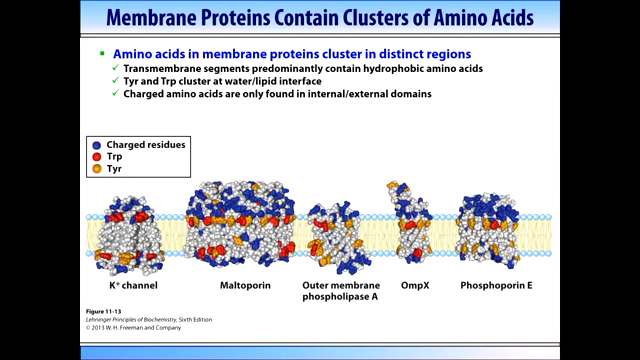 Membrane Proteins Contain Clusters of Amino Acids
Amino acids in membrane proteins cluster in distinct regions
Transmembrane segments predominantly contain hydrophobic amino acids
Tyr and Trp cluster at water/lipid interface
Charged amino acids are only found in internal/external domains
Charged residues
Trp
Tyr
K+ channel
Maltoporin
Outer membrane
phospholipase A
OmpX
Phosphoporin E
Figure 11-13
Lehninger Principles of Biochemistry, Sixth Edition
© 2013 W. H. Freeman and Company